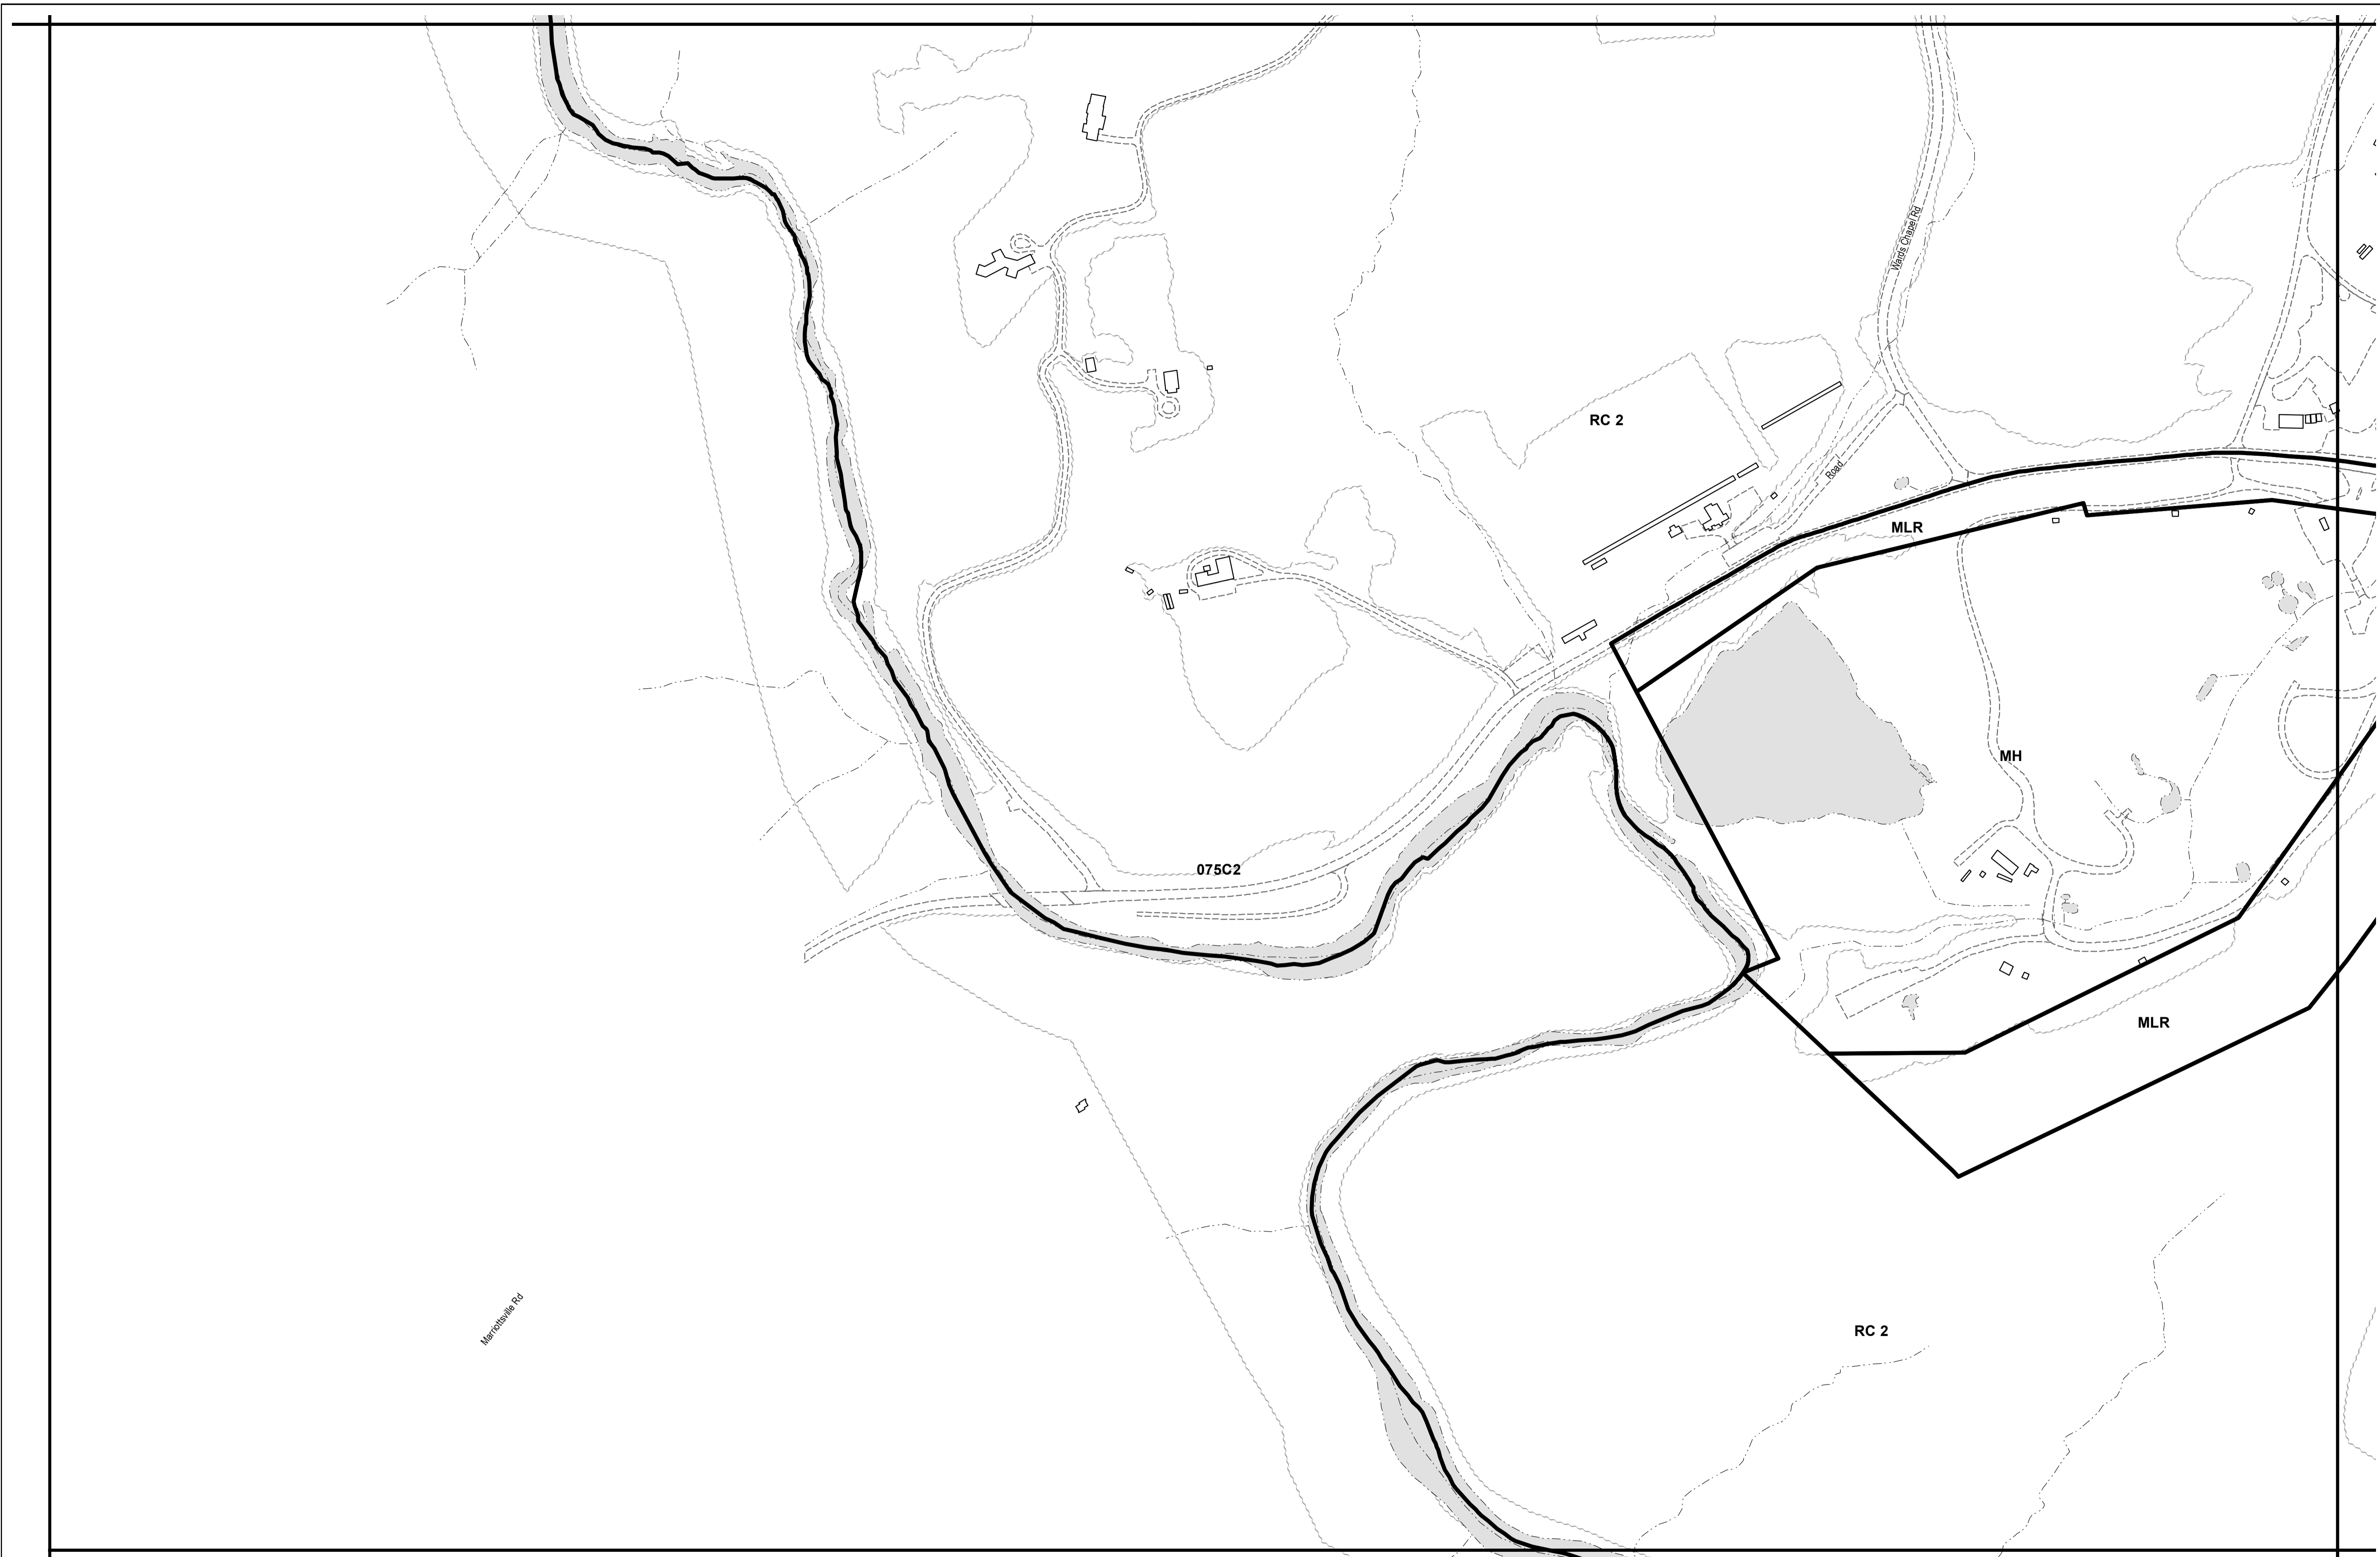 Wards Chapel Rd
RC 2
Road
MLR
MH
075C2
MLR
Marriottsville Rd
RC 2